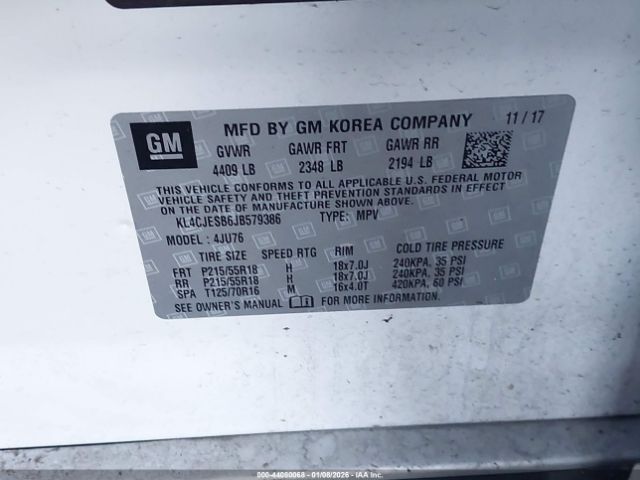 GM
MFD BY GM KOREA COMPANY 11 / 17
GVWR GAWR FRT GAWR RR
4409 LB 2348 LB 2194 LB
THIS VEHICLE CONFORMS TO ALL APPLICABLE U.S. FEDERAL MOTOR
VEHICLE SAFETY AND THEFT PREVENTION STANDARDS IN EFFECT
ON THE DATE OF MANUFACTURE SHOWN ABOVE.
KL4CJESB6JB579386 TYPE: MPV
MODEL : 4JU76
TIRE SIZE SPEED RTG RIM COLD TIRE PRESSURE
FRT P215/55R18 H 18x7.0J 240KPA, 35 PSI
RR P215/55R18 H 18x7.0J 240KPA, 35 PSI
SPA T125/70R16 M 16x4.0T 420KPA, 60 PSI
SEE OWNER'S MANUAL FOR MORE INFORMATION.
000-44080068 - 01/08/2026 - IAA Inc.